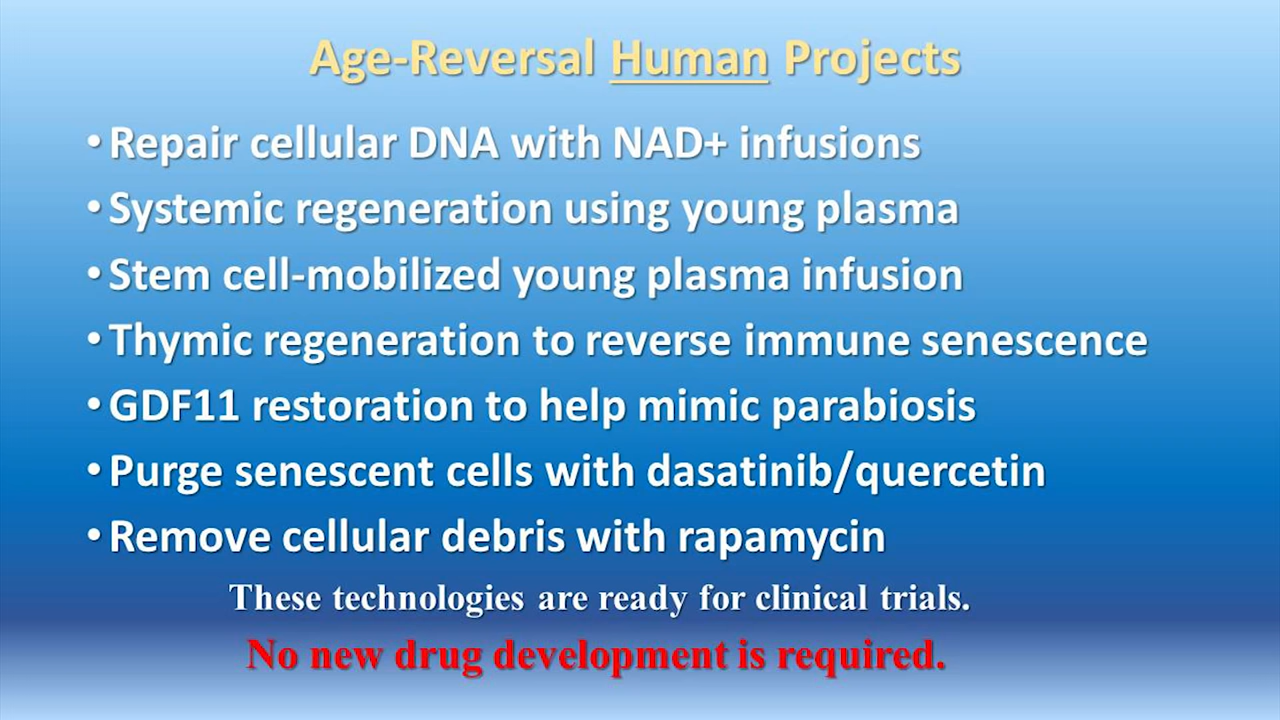 Age-Reversal Human Projects
• Repair cellular DNA with NAD+ infusions
• Systemic regeneration using young plasma
• Stem cell-mobilized young plasma infusion
• Thymic regeneration to reverse immune senescence
• GDF11 restoration to help mimic parabiosis
• Purge senescent cells with dasatinib/quercetin
• Remove cellular debris with rapamycin
These technologies are ready for clinical trials.
No new drug development is required.